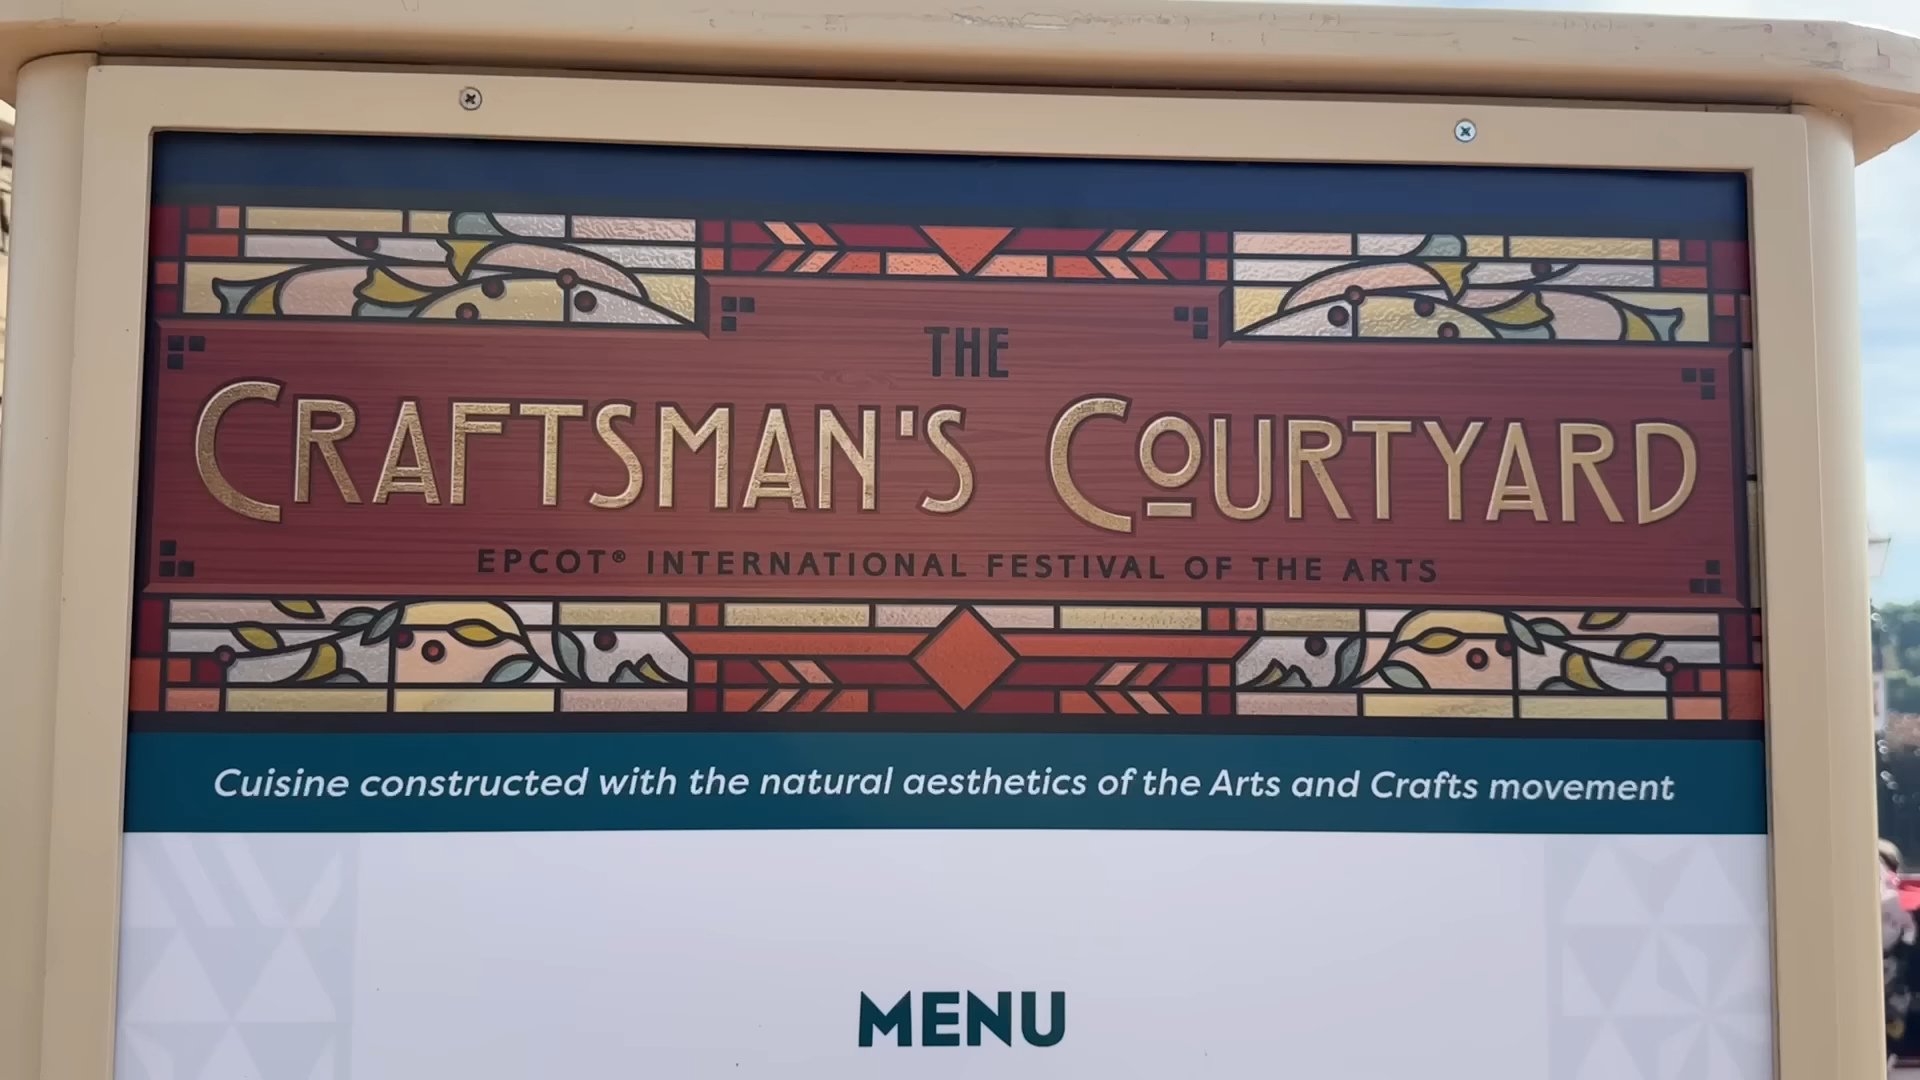 THE
CRAFTSMAN'S COURTYARD
EPCOT® INTERNATIONAL FESTIVAL OF THE ARTS
Cuisine constructed with the natural aesthetics of the Arts and Crafts movement
MENU